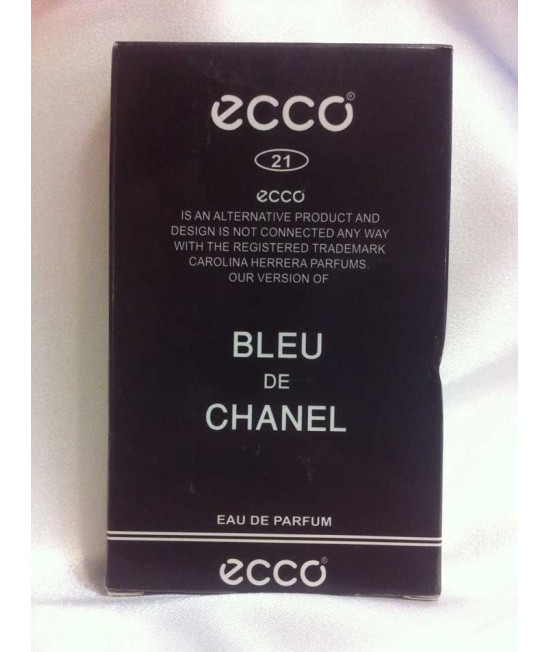 ecco®
21
ecco
IS AN ALTERNATIVE PRODUCT AND
DESIGN IS NOT CONNECTED ANY WAY
WITH THE REGISTERED TRADEMARK
CAROLINA HERRERA PARFUMS.
OUR VERSION OF
BLEU
DE
CHANEL
EAU DE PARFUM
ecco®